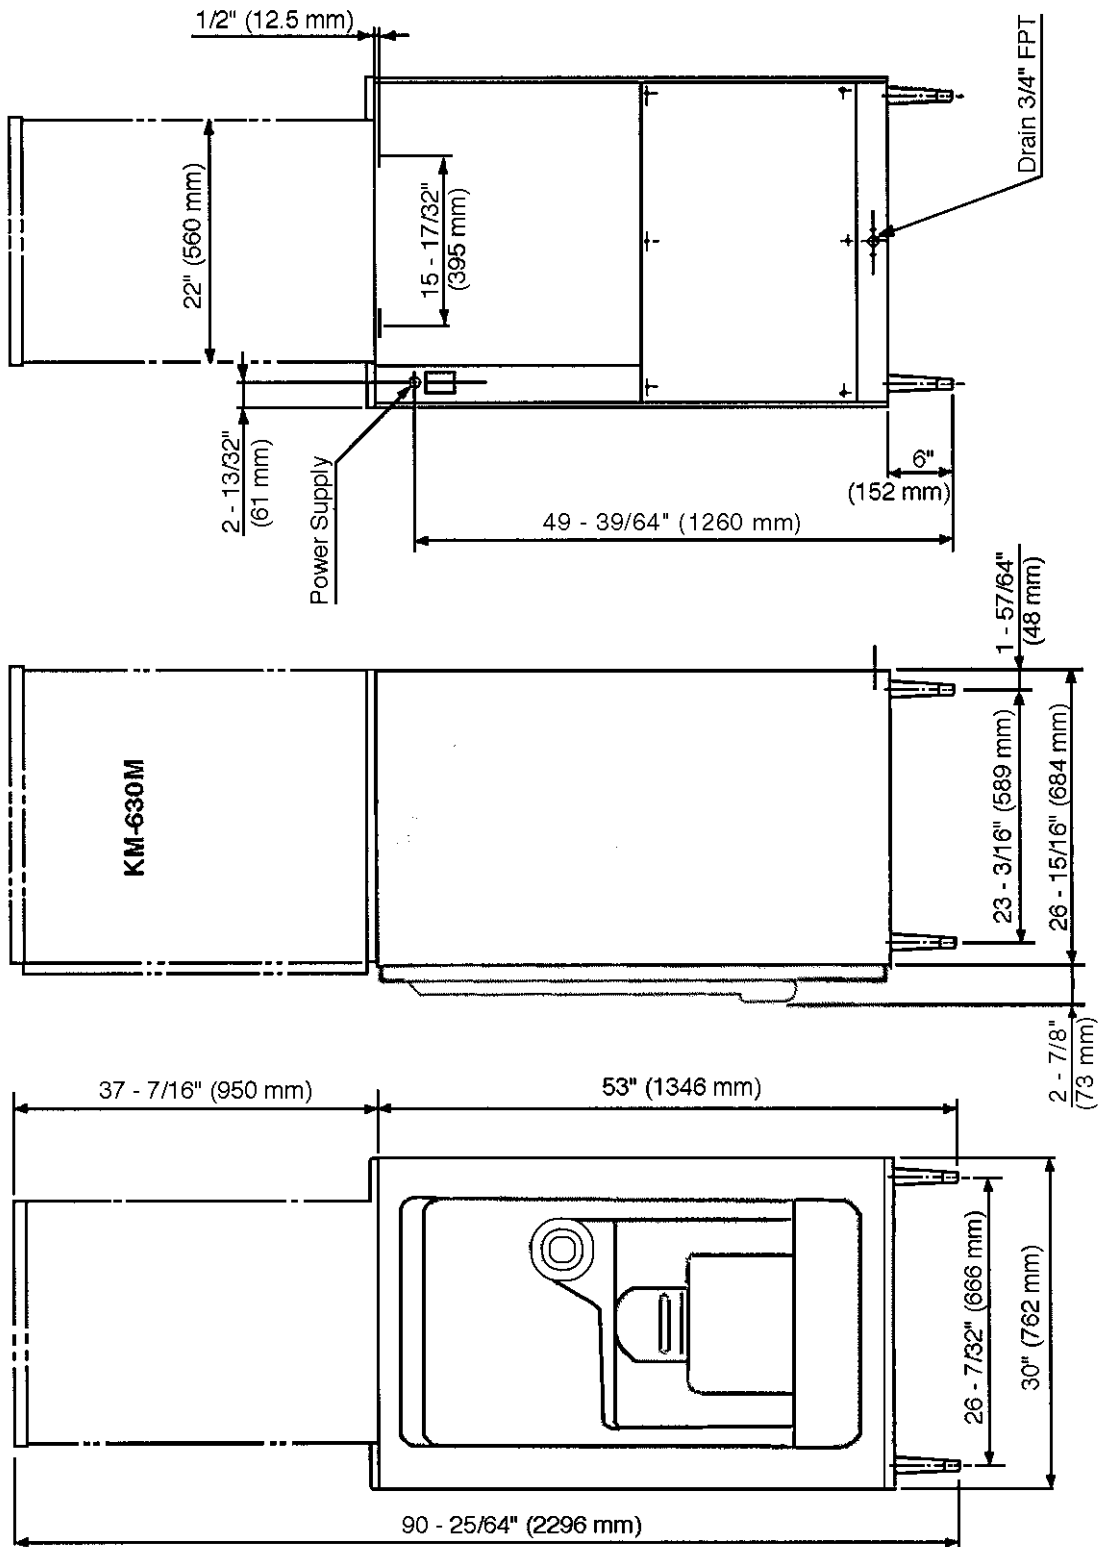 1/2" (12.5 mm)
22" (560 mm)
15 - 17/32"
(395 mm)
2 - 13/32"
(61 mm)
Power Supply
Drain 3/4" FPT
6"
(152 mm)
49 - 39/64" (1260 mm)
KM-630M
1 - 57/64"
(48 mm)
23 - 3/16" (589 mm)
26 - 15/16" (684 mm)
2 - 7/8"
(73 mm)
37 - 7/16" (950 mm)
53" (1346 mm)
26 - 7/32" (666 mm)
30" (762 mm)
90 - 25/64" (2296 mm)